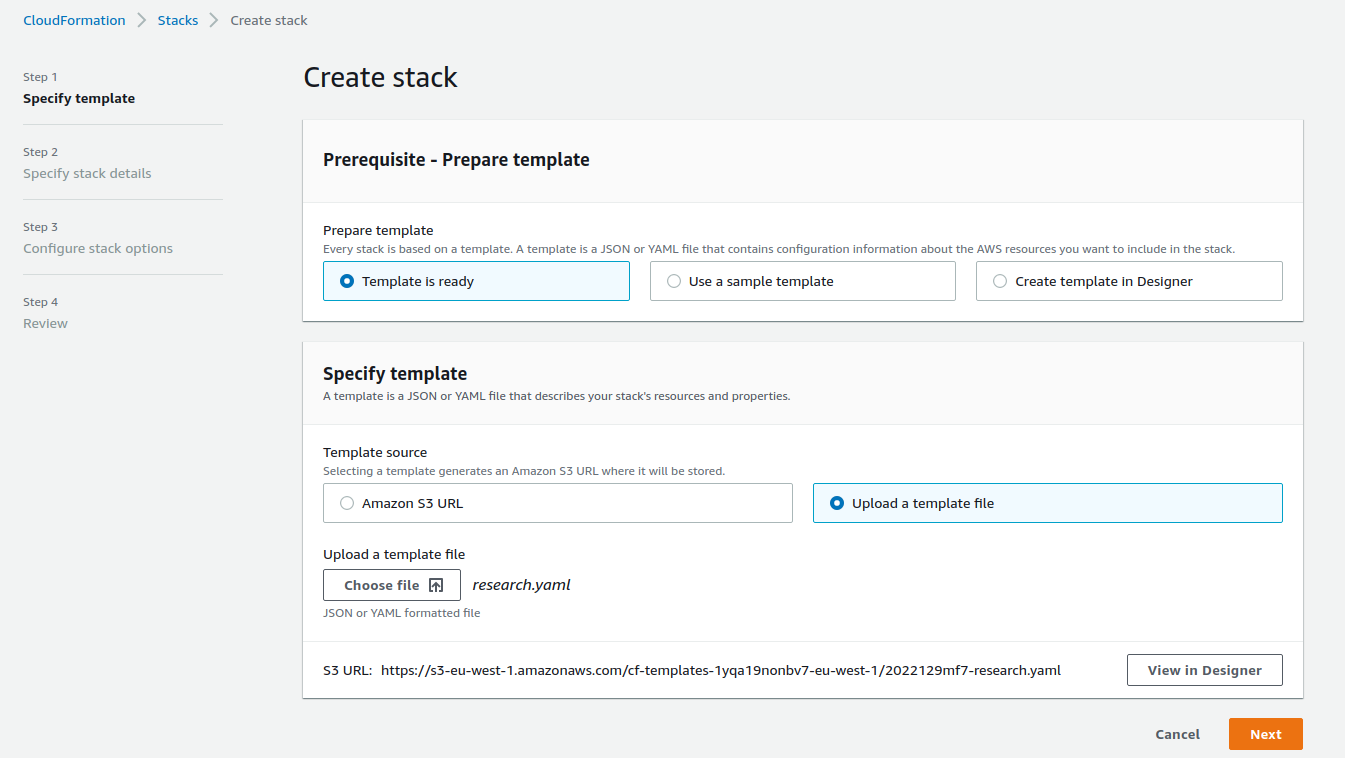 CloudFormation > Stacks > Create stack
Step 1
Specify template
Step 2
Specify stack details
Step 3
Configure stack options
Step 4
Review
Create stack
Prerequisite - Prepare template
Prepare template
Every stack is based on a template. A template is a JSON or YAML file that contains configuration information about the AWS resources you want to include in the stack.
Template is ready
Use a sample template
Create template in Designer
Specify template
A template is a JSON or YAML file that describes your stack's resources and properties.
Template source
Selecting a template generates an Amazon S3 URL where it will be stored.
Amazon S3 URL
Upload a template file
Upload a template file
Choose file research.yaml
JSON or YAML formatted file
S3 URL: https://s3-eu-west-1.amazonaws.com/cf-templates-1yqa19nonbv7-eu-west-1/2022129mf7-research.yaml View in Designer
Cancel Next